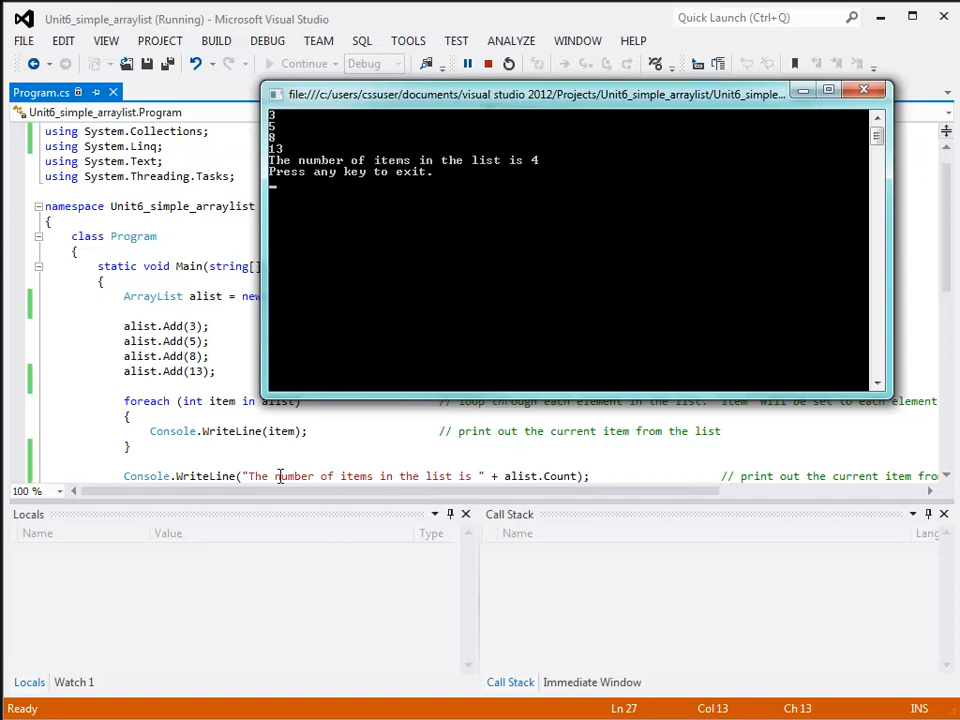 Unit6_simple_arraylist (Running) - Microsoft Visual Studio
Quick Launch (Ctrl+Q)
FILE EDIT VIEW PROJECT BUILD DEBUG TEAM SQL TOOLS TEST ANALYZE WINDOW HELP
Continue Debug
Program.cs
Unit6_simple_arraylist.Program
file:///c:/users/cssuser/documents/visual studio 2012/Projects/Unit6_simple_arraylist/Unit6_simple...
3
5
8
13
The number of items in the list is 4
Press any key to exit.
using System.Collections;
using System.Linq;
using System.Text;
using System.Threading.Tasks;
namespace Unit6_simple_arraylist
{
class Program
{
static void Main(string[]
{
ArrayList alist = new
alist.Add(3);
alist.Add(5);
alist.Add(8);
alist.Add(13);
foreach (int item in alist) // loop through each element in the list. item will be set to each element
{
Console.WriteLine(item); // print out the current item from the list
}
Console.WriteLine("The number of items in the list is " + alist.Count); // print out the current item from
100 %
Locals
Name Value Type
Call Stack
Name Lang
Locals Watch 1
Call Stack Immediate Window
Ready Ln 27 Col 13 Ch 13 INS